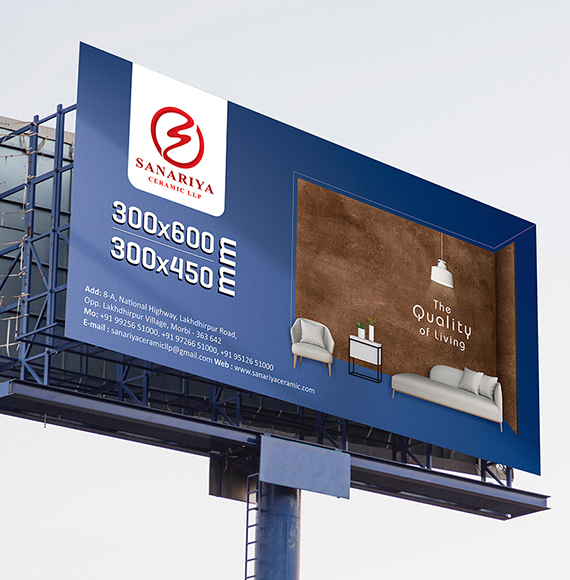 SANARIYA
CERAMIC LLP
300x600
300x450
mm
Add: 8-A, National Highway, Lakhdhirpur Road,
Opp. Lakhdhirpur Village, Morbi - 363 642
Mo: +91 99256 51000, +91 97266 51000, +91 95126 51000
E-mail : sanariyaceramicllp@gmail.com Web : www.sanariyaceramic.com
The
Quality
of Living